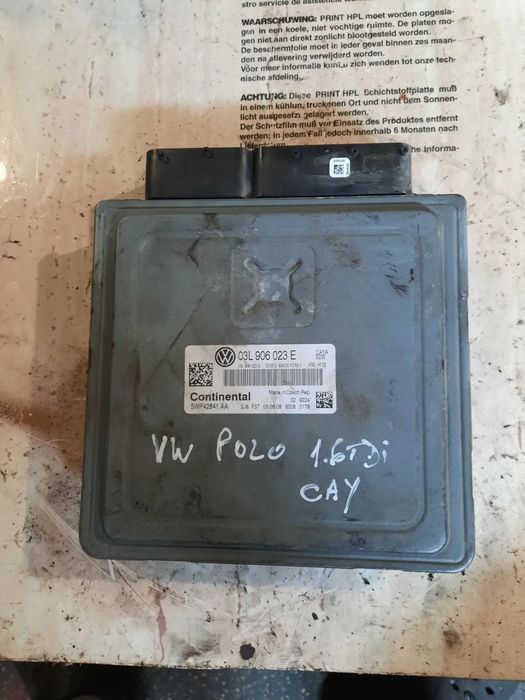 stro servicio de asistencia
WAARSCHUWING: PRINT HPL moet worden opgesla-
gen in een koele, niet vochtige ruimte. De platen mo-
gen niet aan direkt zonlicht blootgesteld worden.
De beschermfolie moet in ieder geval binnen zes maan-
den na aflevering verwijderd worden.
Voor meer informatie kunt u zich wenden tot onze tech-
nische afdeling.
ACHTUNG: Diese PRINT HPL Schichtstoffplatte muß
in einem kühlen, trockenen Ort und nicht dem Sonnen-
licht ausgesetzt gelagert werden.
Der Schutzfilm muß vor Einsatz des Produktes entfernt
werden; in jedem Fall jedoch innerhalb 6 Monaten nach
he Informa-
03L 906 023 E
CAYA
HW: H13
Made in Czech Rep.
Continental
5WP42841 AA
VW POLO 1.6TDi
CAY